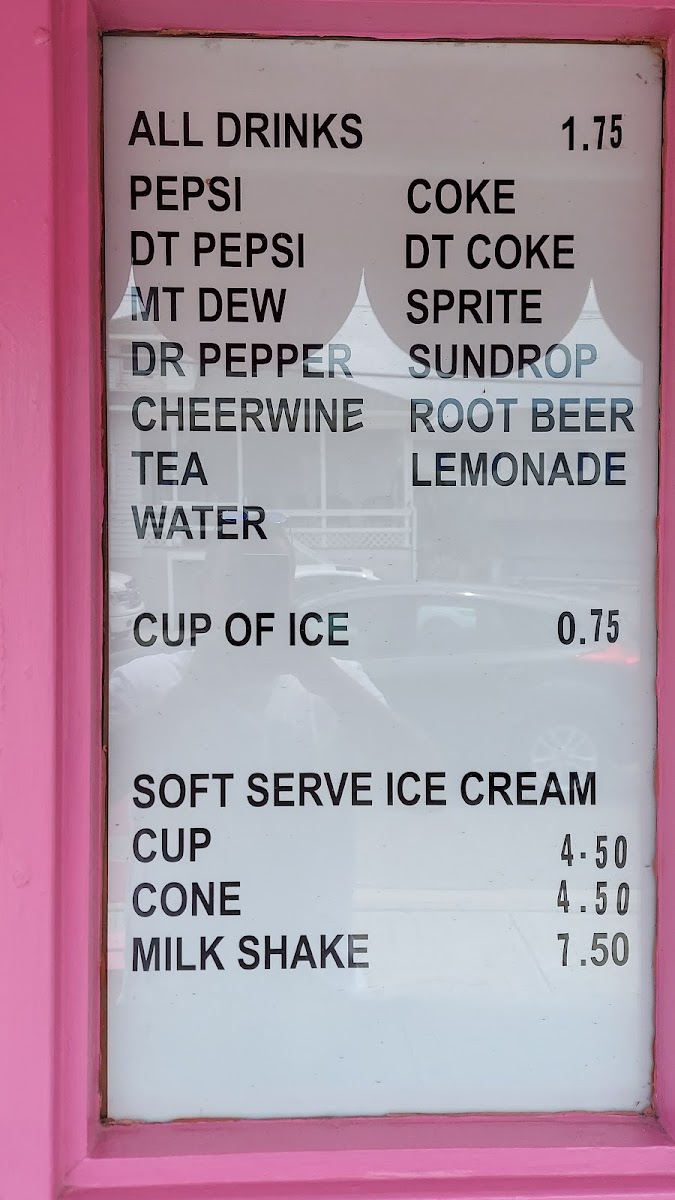 ALL DRINKS 1.75
PEPSI COKE
DT PEPSI DT COKE
MT DEW SPRITE
DR PEPPER SUNDROP
CHEERWINE ROOT BEER
TEA LEMONADE
WATER
CUP OF ICE 0.75
SOFT SERVE ICE CREAM
CUP 4.50
CONE 4.50
MILK SHAKE 7.50